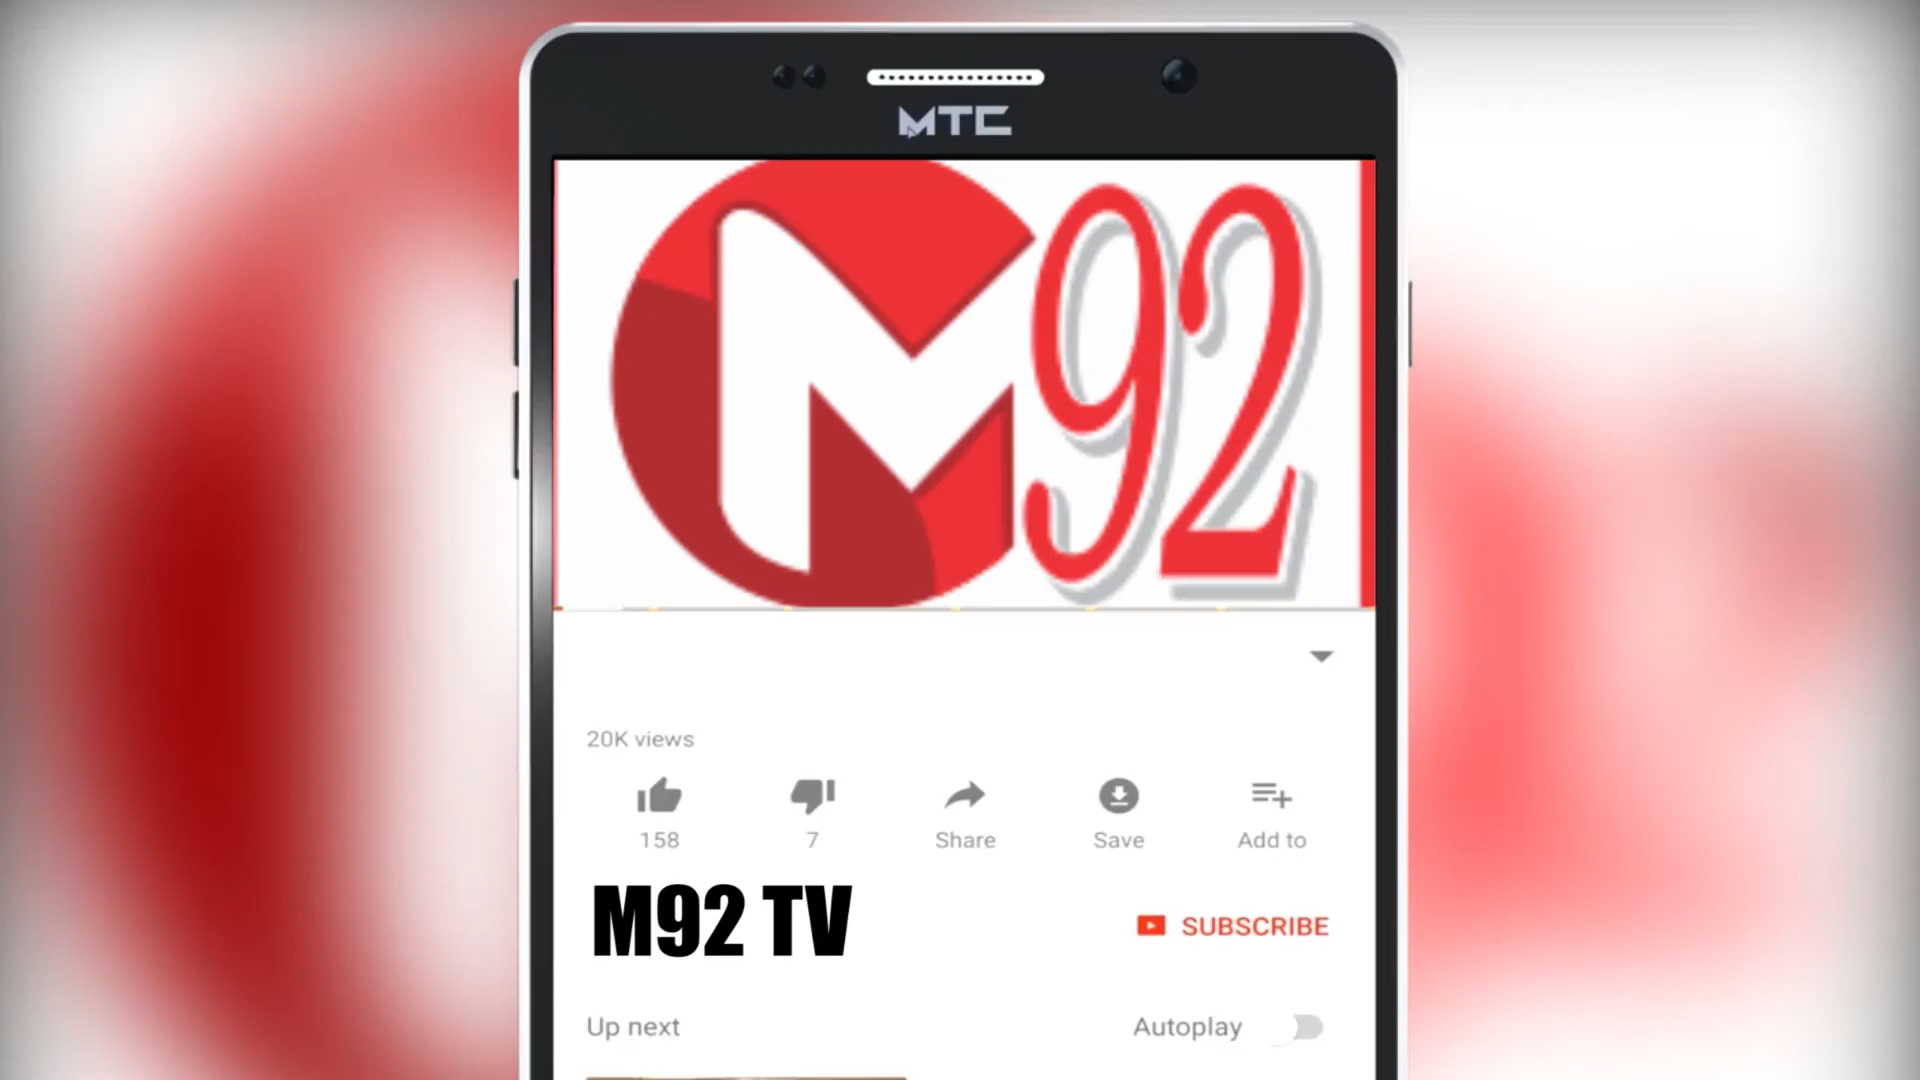 MTC
M92
20K views
158
7
Share
Save
Add to
M92 TV
SUBSCRIBE
Up next
Autoplay